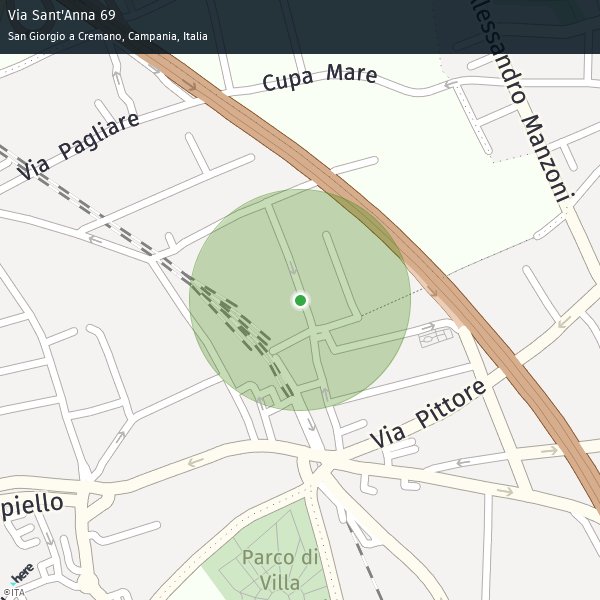 Via Sant'Anna 69
San Giorgio a Cremano, Campania, Italia
Alessandro Manzoni
Cupa Mare
Via Pagliare
Via Pittore
piello
Parco di
Villa
here
©ITA